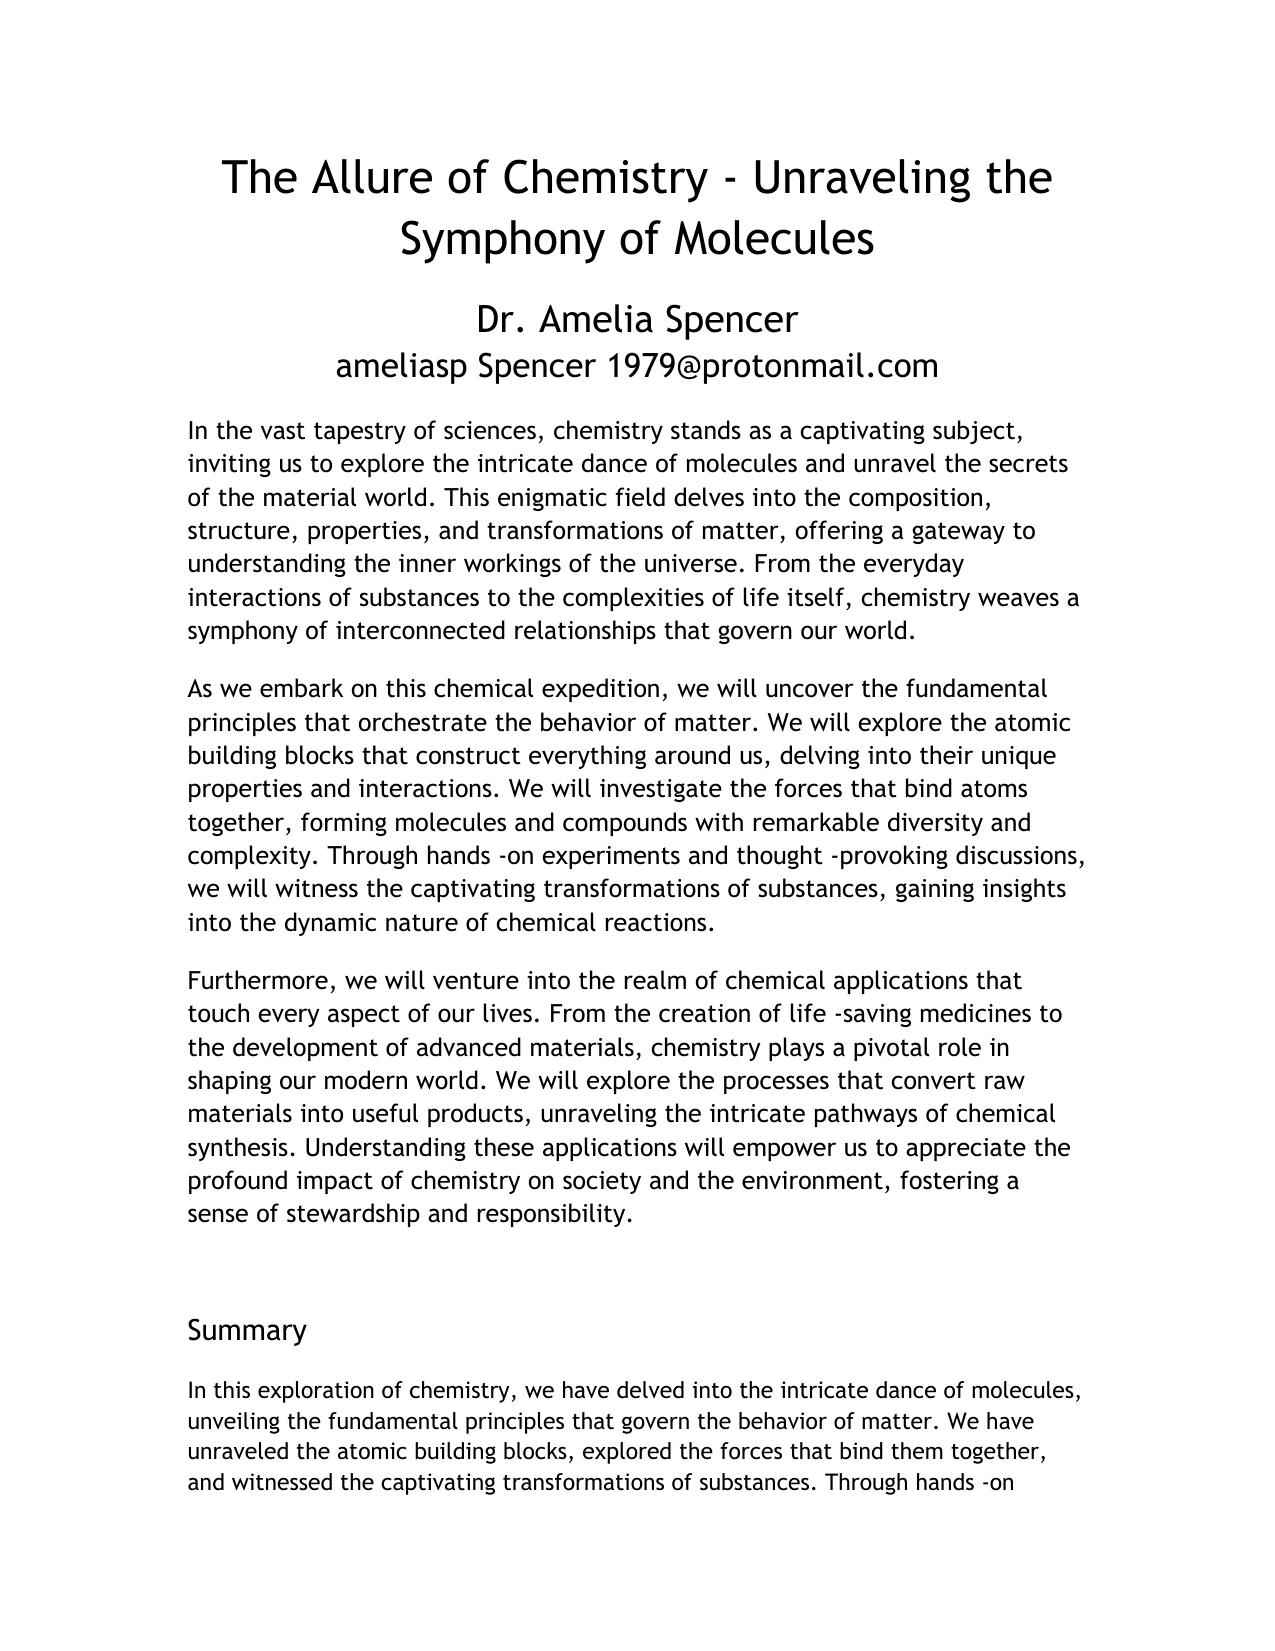 The Allure of Chemistry - Unraveling the
Symphony of Molecules
Dr. Amelia Spencer
ameliasp Spencer 1979@protonmail.com
In the vast tapestry of sciences, chemistry stands as a captivating subject,
inviting us to explore the intricate dance of molecules and unravel the secrets
of the material world. This enigmatic field delves into the composition,
structure, properties, and transformations of matter, offering a gateway to
understanding the inner workings of the universe. From the everyday
interactions of substances to the complexities of life itself, chemistry weaves a
symphony of interconnected relationships that govern our world.
As we embark on this chemical expedition, we will uncover the fundamental
principles that orchestrate the behavior of matter. We will explore the atomic
building blocks that construct everything around us, delving into their unique
properties and interactions. We will investigate the forces that bind atoms
together, forming molecules and compounds with remarkable diversity and
complexity. Through hands -on experiments and thought -provoking discussions,
we will witness the captivating transformations of substances, gaining insights
into the dynamic nature of chemical reactions.
Furthermore, we will venture into the realm of chemical applications that
touch every aspect of our lives. From the creation of life -saving medicines to
the development of advanced materials, chemistry plays a pivotal role in
shaping our modern world. We will explore the processes that convert raw
materials into useful products, unraveling the intricate pathways of chemical
synthesis. Understanding these applications will empower us to appreciate the
profound impact of chemistry on society and the environment, fostering a
sense of stewardship and responsibility.
Summary
In this exploration of chemistry, we have delved into the intricate dance of molecules,
unveiling the fundamental principles that govern the behavior of matter. We have
unraveled the atomic building blocks, explored the forces that bind them together,
and witnessed the captivating transformations of substances. Through hands -on